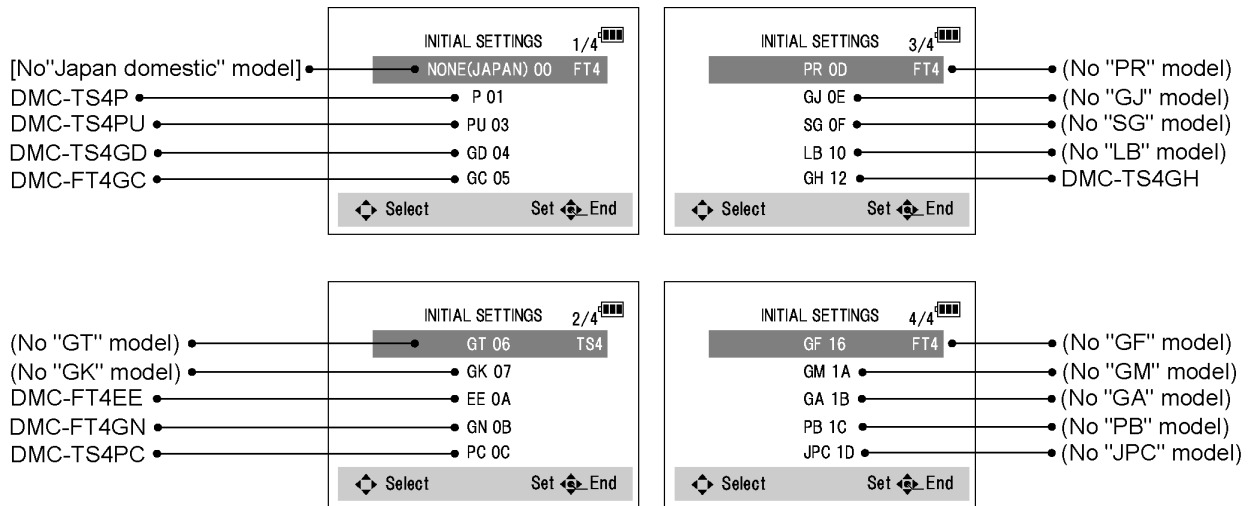 INITIAL SETTINGS 1/4
[No"Japan domestic" model] NONE(JAPAN) 00 FT4
DMC-TS4P P 01
DMC-TS4PU PU 03
DMC-TS4GD GD 04
DMC-FT4GC GC 05
Select Set End
INITIAL SETTINGS 3/4
PR 0D FT4 (No "PR" model)
GJ 0E (No "GJ" model)
SG 0F (No "SG" model)
LB 10 (No "LB" model)
GH 12 DMC-TS4GH
Select Set End
INITIAL SETTINGS 2/4
(No "GT" model) GT 06 TS4
(No "GK" model) GK 07
DMC-FT4EE EE 0A
DMC-FT4GN GN 0B
DMC-TS4PC PC 0C
Select Set End
INITIAL SETTINGS 4/4
GF 16 FT4 (No "GF" model)
GM 1A (No "GM" model)
GA 1B (No "GA" model)
PB 1C (No "PB" model)
JPC 1D (No "JPC" model)
Select Set End